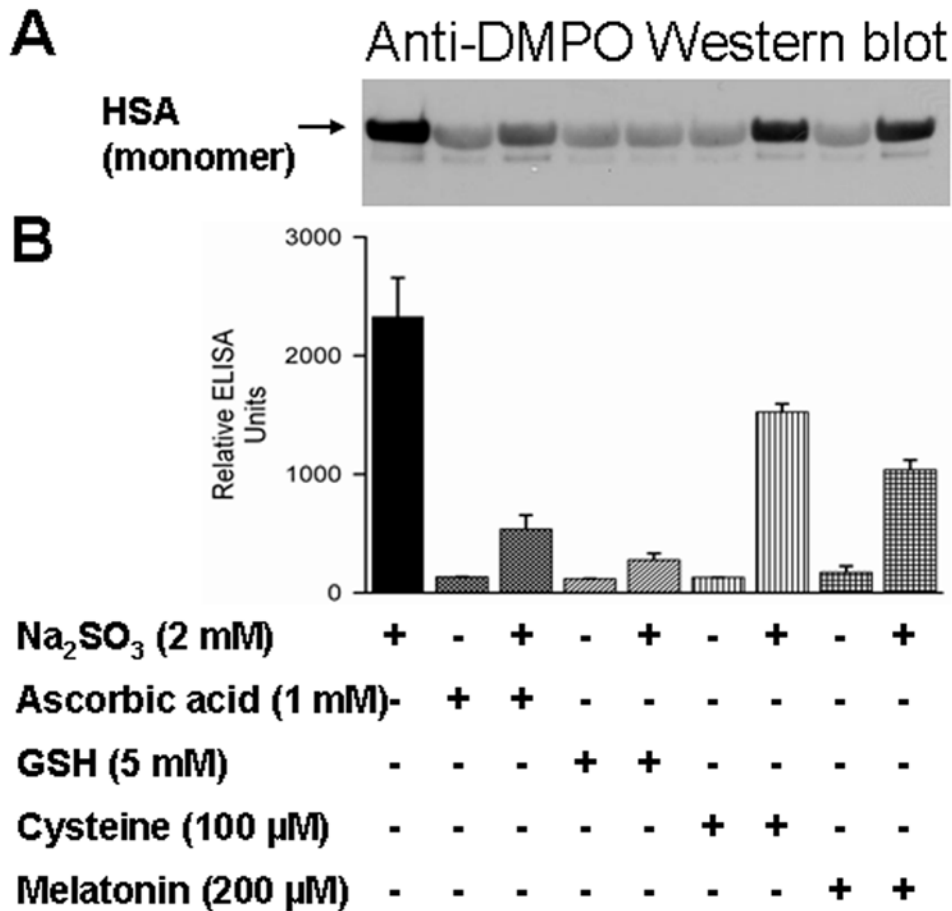 A
Anti-DMPO Western blot
HSA
(monomer)
B
3000
2000
1000
0
Relative ELISA
Units
Na₂SO₃ (2 mM) + - + - + - + - +
Ascorbic acid (1 mM) - + + - - - - - -
GSH (5 mM) - - - + + - - - -
Cysteine (100 µM) - - - - - + + - -
Melatonin (200 µM) - - - - - - - + +